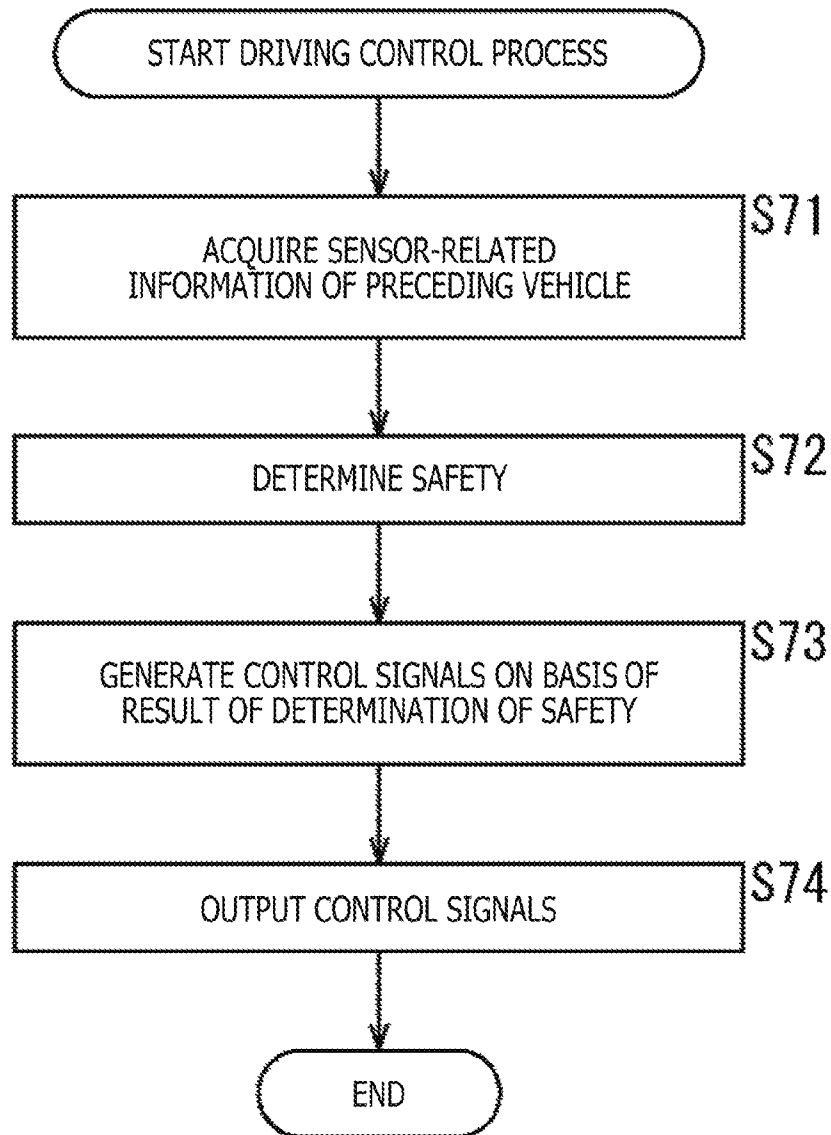 START DRIVING CONTROL PROCESS
S71
ACQUIRE SENSOR-RELATED
INFORMATION OF PRECEDING VEHICLE
S72
DETERMINE SAFETY
S73
GENERATE CONTROL SIGNALS ON BASIS OF
RESULT OF DETERMINATION OF SAFETY
S74
OUTPUT CONTROL SIGNALS
END